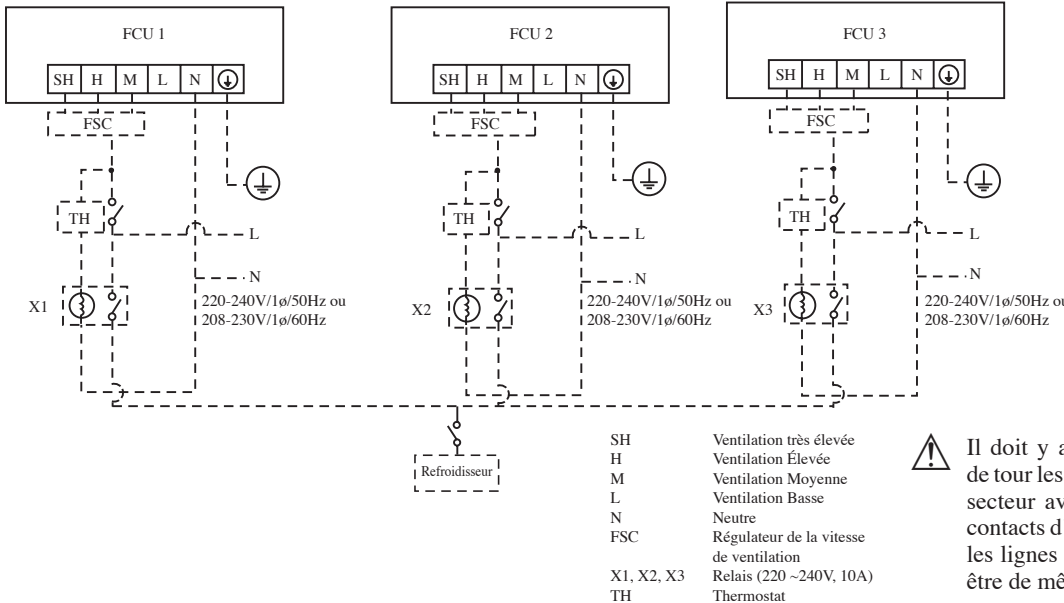 FCU 1
SH H M L N
FSC
TH
L
N
X1
220-240V/1ø/50Hz ou
208-230V/1ø/60Hz
FCU 2
SH H M L N
FSC
TH
L
N
X2
220-240V/1ø/50Hz ou
208-230V/1ø/60Hz
FCU 3
SH H M L N
FSC
TH
L
N
X3
220-240V/1ø/50Hz ou
208-230V/1ø/60Hz
Refroidisseur
SH Ventilation très élevée
H Ventilation Élevée
M Ventilation Moyenne
L Ventilation Basse
N Neutre
FSC Régulateur de la vitesse
de ventilation
X1, X2, X3 Relais (220 ~240V, 10A)
TH Thermostat
Il doit y a
de tour les
secteur av
contacts d
les lignes
être de mê